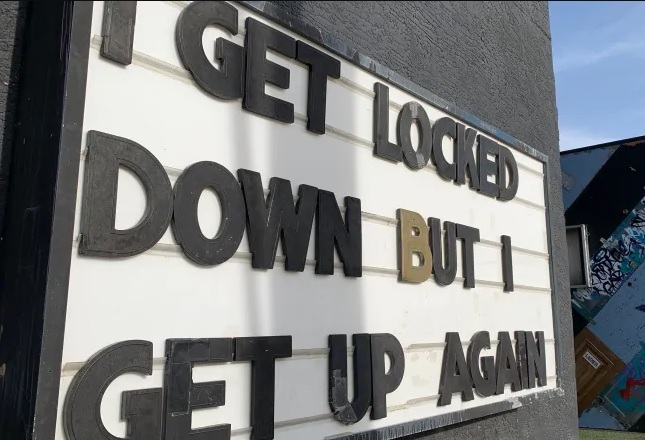 I GET LOCKED
DOWN BUT I
GET UP AGAIN